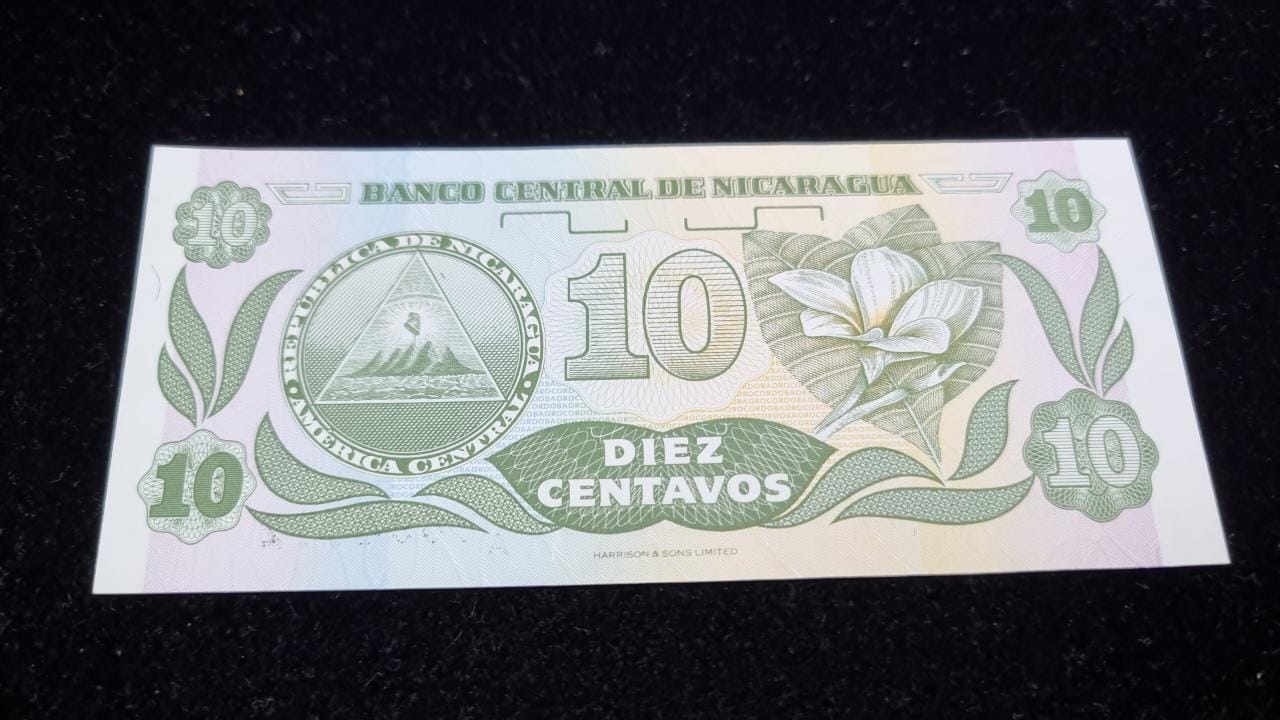 BANCO CENTRAL DE NICARAGUA
10
10
REPUBLICA DE NICARAGUA
AMERICA CENTRAL
10
DIEZ
CENTAVOS
10
10
HARRISON & SONS LIMITED